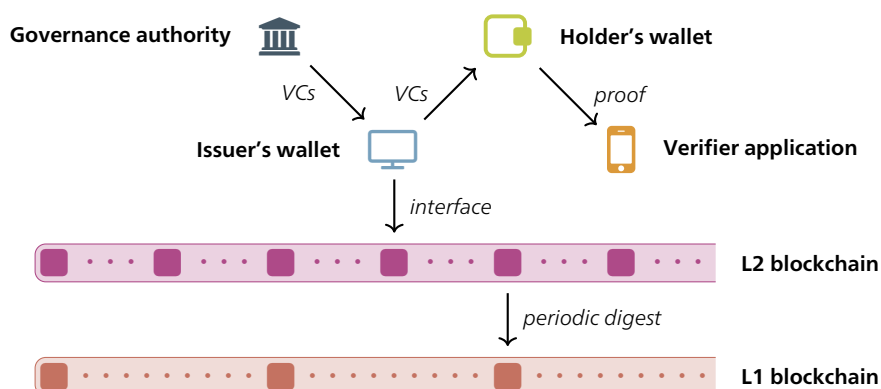 Governance authority
Holder’s wallet
VCs
VCs
proof
Issuer’s wallet
Verifier application
interface
L2 blockchain
periodic digest
L1 blockchain